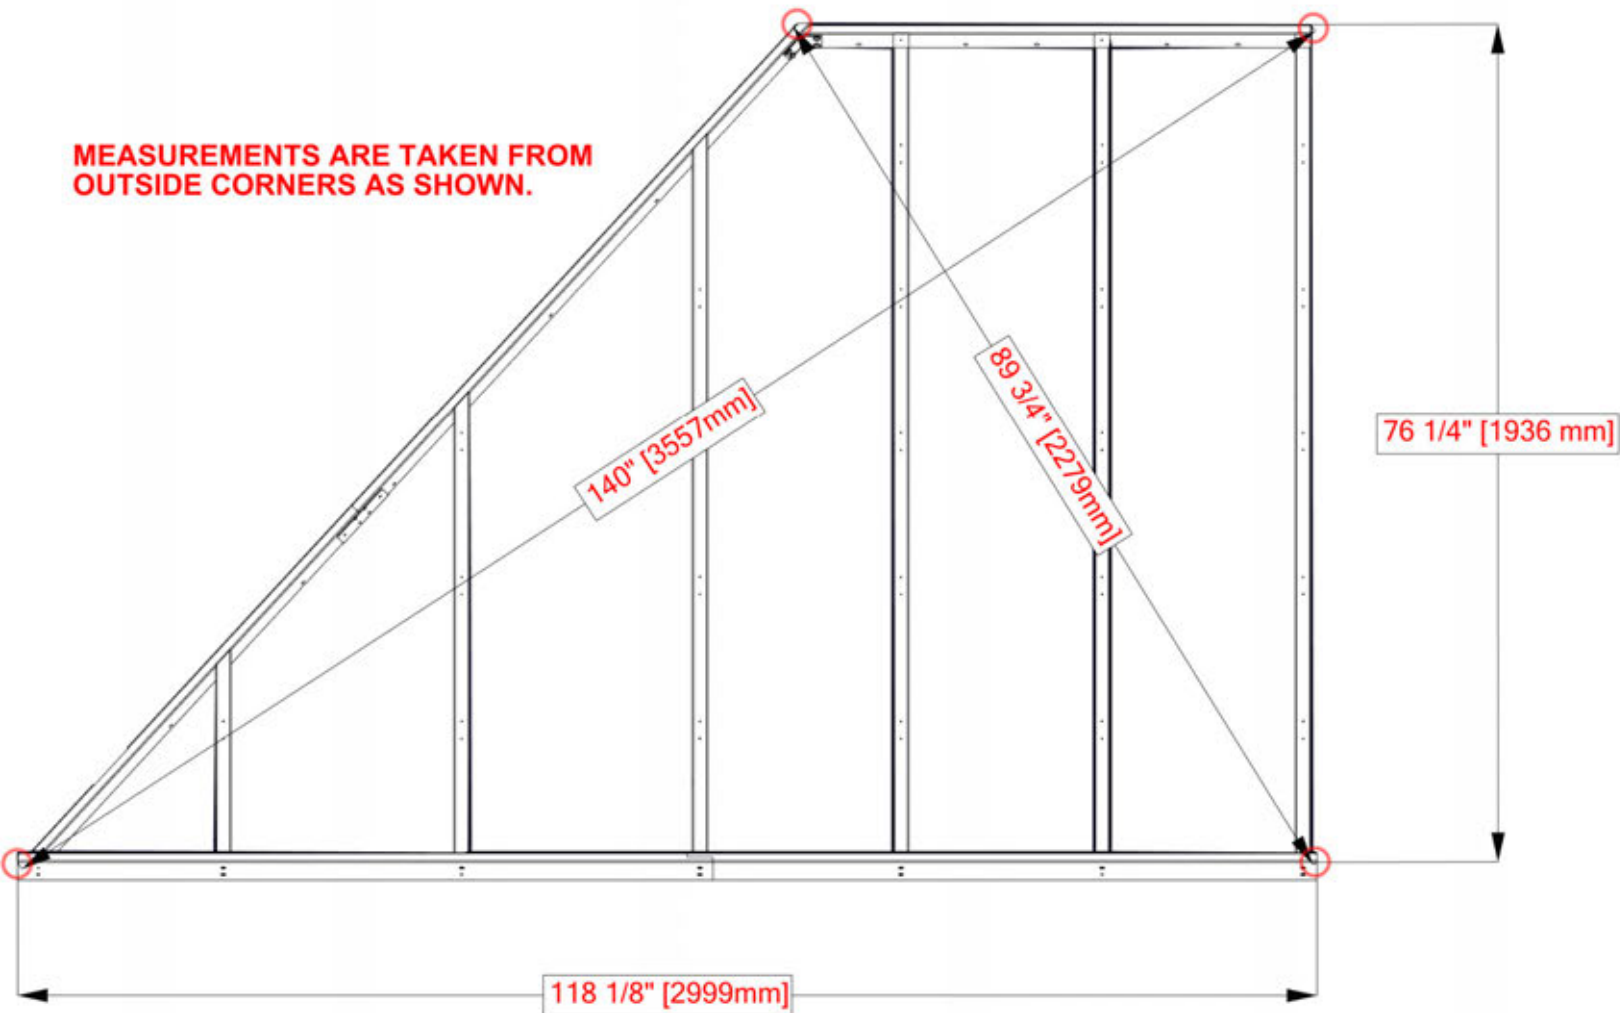 MEASUREMENTS ARE TAKEN FROM
OUTSIDE CORNERS AS SHOWN.
140" [3557mm]
89 3/4" [2279mm]
76 1/4" [1936 mm]
118 1/8" [2999mm]